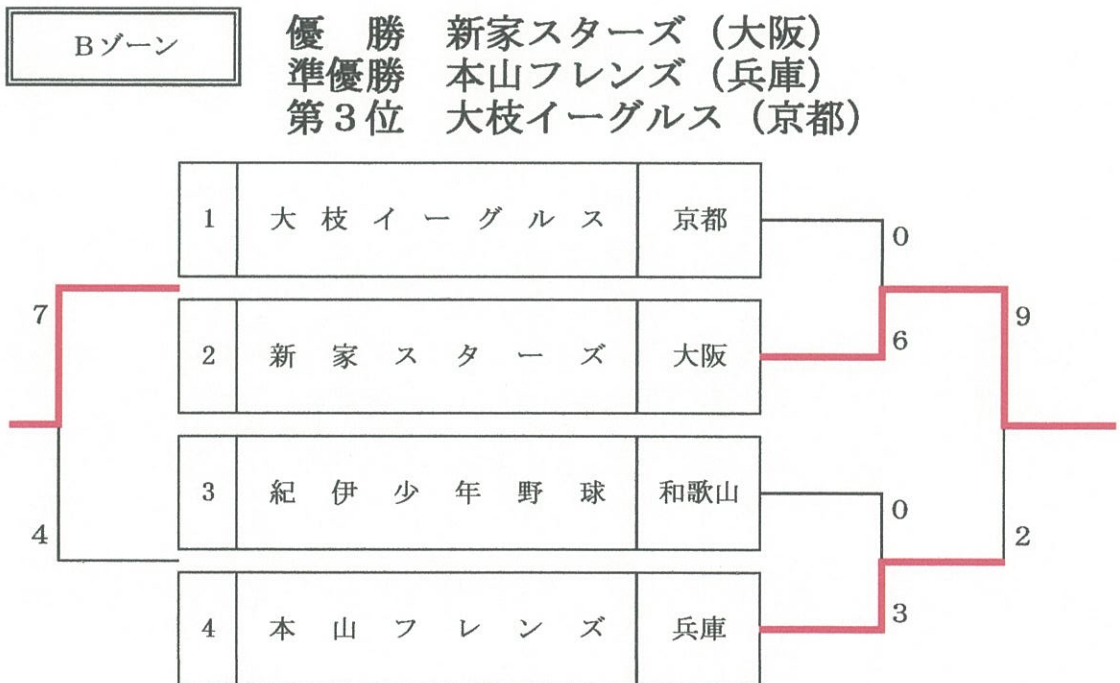 Bゾーン
優　勝　新家スターズ（大阪）
準優勝　本山フレンズ（兵庫）
第３位　大枝イーグルス（京都）
1 大枝イーグルス 京都
0
7
9
6
2 新家スターズ 大阪
3 紀伊少年野球 和歌山
0
4
2
3
4 本山フレンズ 兵庫